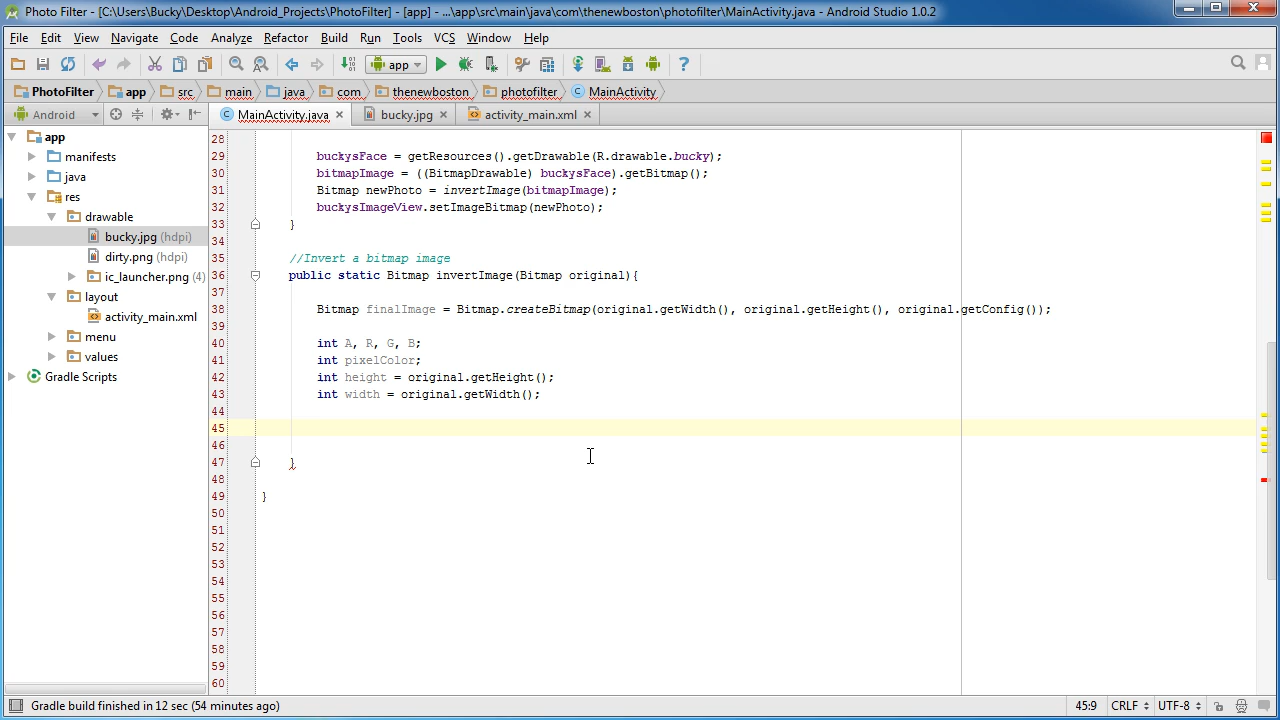 Photo Filter - [C:\Users\Bucky\Desktop\Android_Projects\PhotoFilter] - [app] - ...\app\src\main\java\com\thenewboston\photofilter\MainActivity.java - Android Studio 1.0.2
File Edit View Navigate Code Analyze Refactor Build Run Tools VCS Window Help
app
PhotoFilter app src main java com thenewboston photofilter MainActivity
Android MainActivity.java bucky.jpg activity_main.xml
app
manifests
java
res
drawable
bucky.jpg (hdpi)
dirty.png (hdpi)
ic_launcher.png (4)
layout
activity_main.xml
menu
values
Gradle Scripts
28
29 buckysFace = getResources().getDrawable(R.drawable.bucky);
30 bitmapImage = ((BitmapDrawable) buckysFace).getBitmap();
31 Bitmap newPhoto = invertImage(bitmapImage);
32 buckysImageView.setImageBitmap(newPhoto);
33 }
34
35 //Invert a bitmap image
36 public static Bitmap invertImage(Bitmap original){
37
38 Bitmap finalImage = Bitmap.createBitmap(original.getWidth(), original.getHeight(), original.getConfig());
39
40 int A, R, G, B;
41 int pixelColor;
42 int height = original.getHeight();
43 int width = original.getWidth();
44
45
46
47 }
48
49 }
50
51
52
53
54
55
56
57
58
59
60
Gradle build finished in 12 sec (54 minutes ago) 45:9 CRLF UTF-8